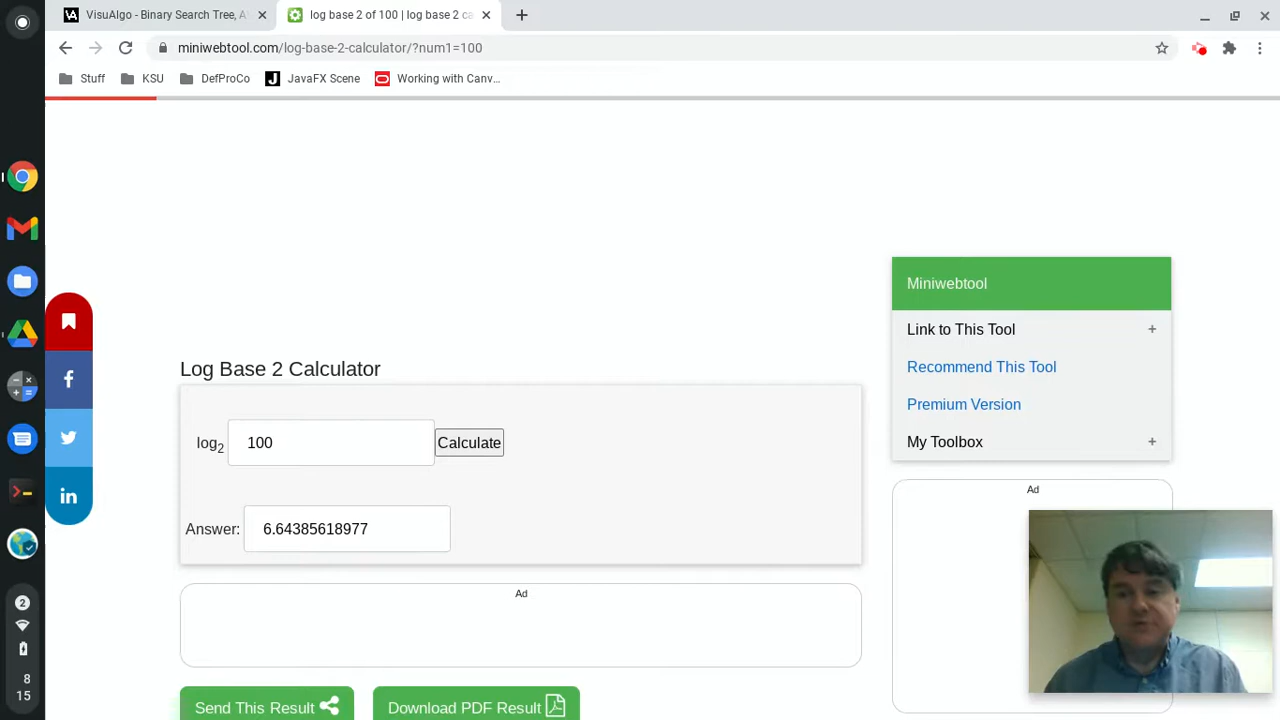 VisuAlgo - Binary Search Tree, A
log base 2 of 100 | log base 2 ca
miniwebtool.com/log-base-2-calculator/?num1=100
Stuff
KSU
DefProCo
JavaFX Scene
Working with Canv...
Miniwebtool
Link to This Tool +
Recommend This Tool
Premium Version
My Toolbox +
Log Base 2 Calculator
log2 100 Calculate
Answer: 6.64385618977
Ad
Ad
Send This Result
Download PDF Result
2
8
15